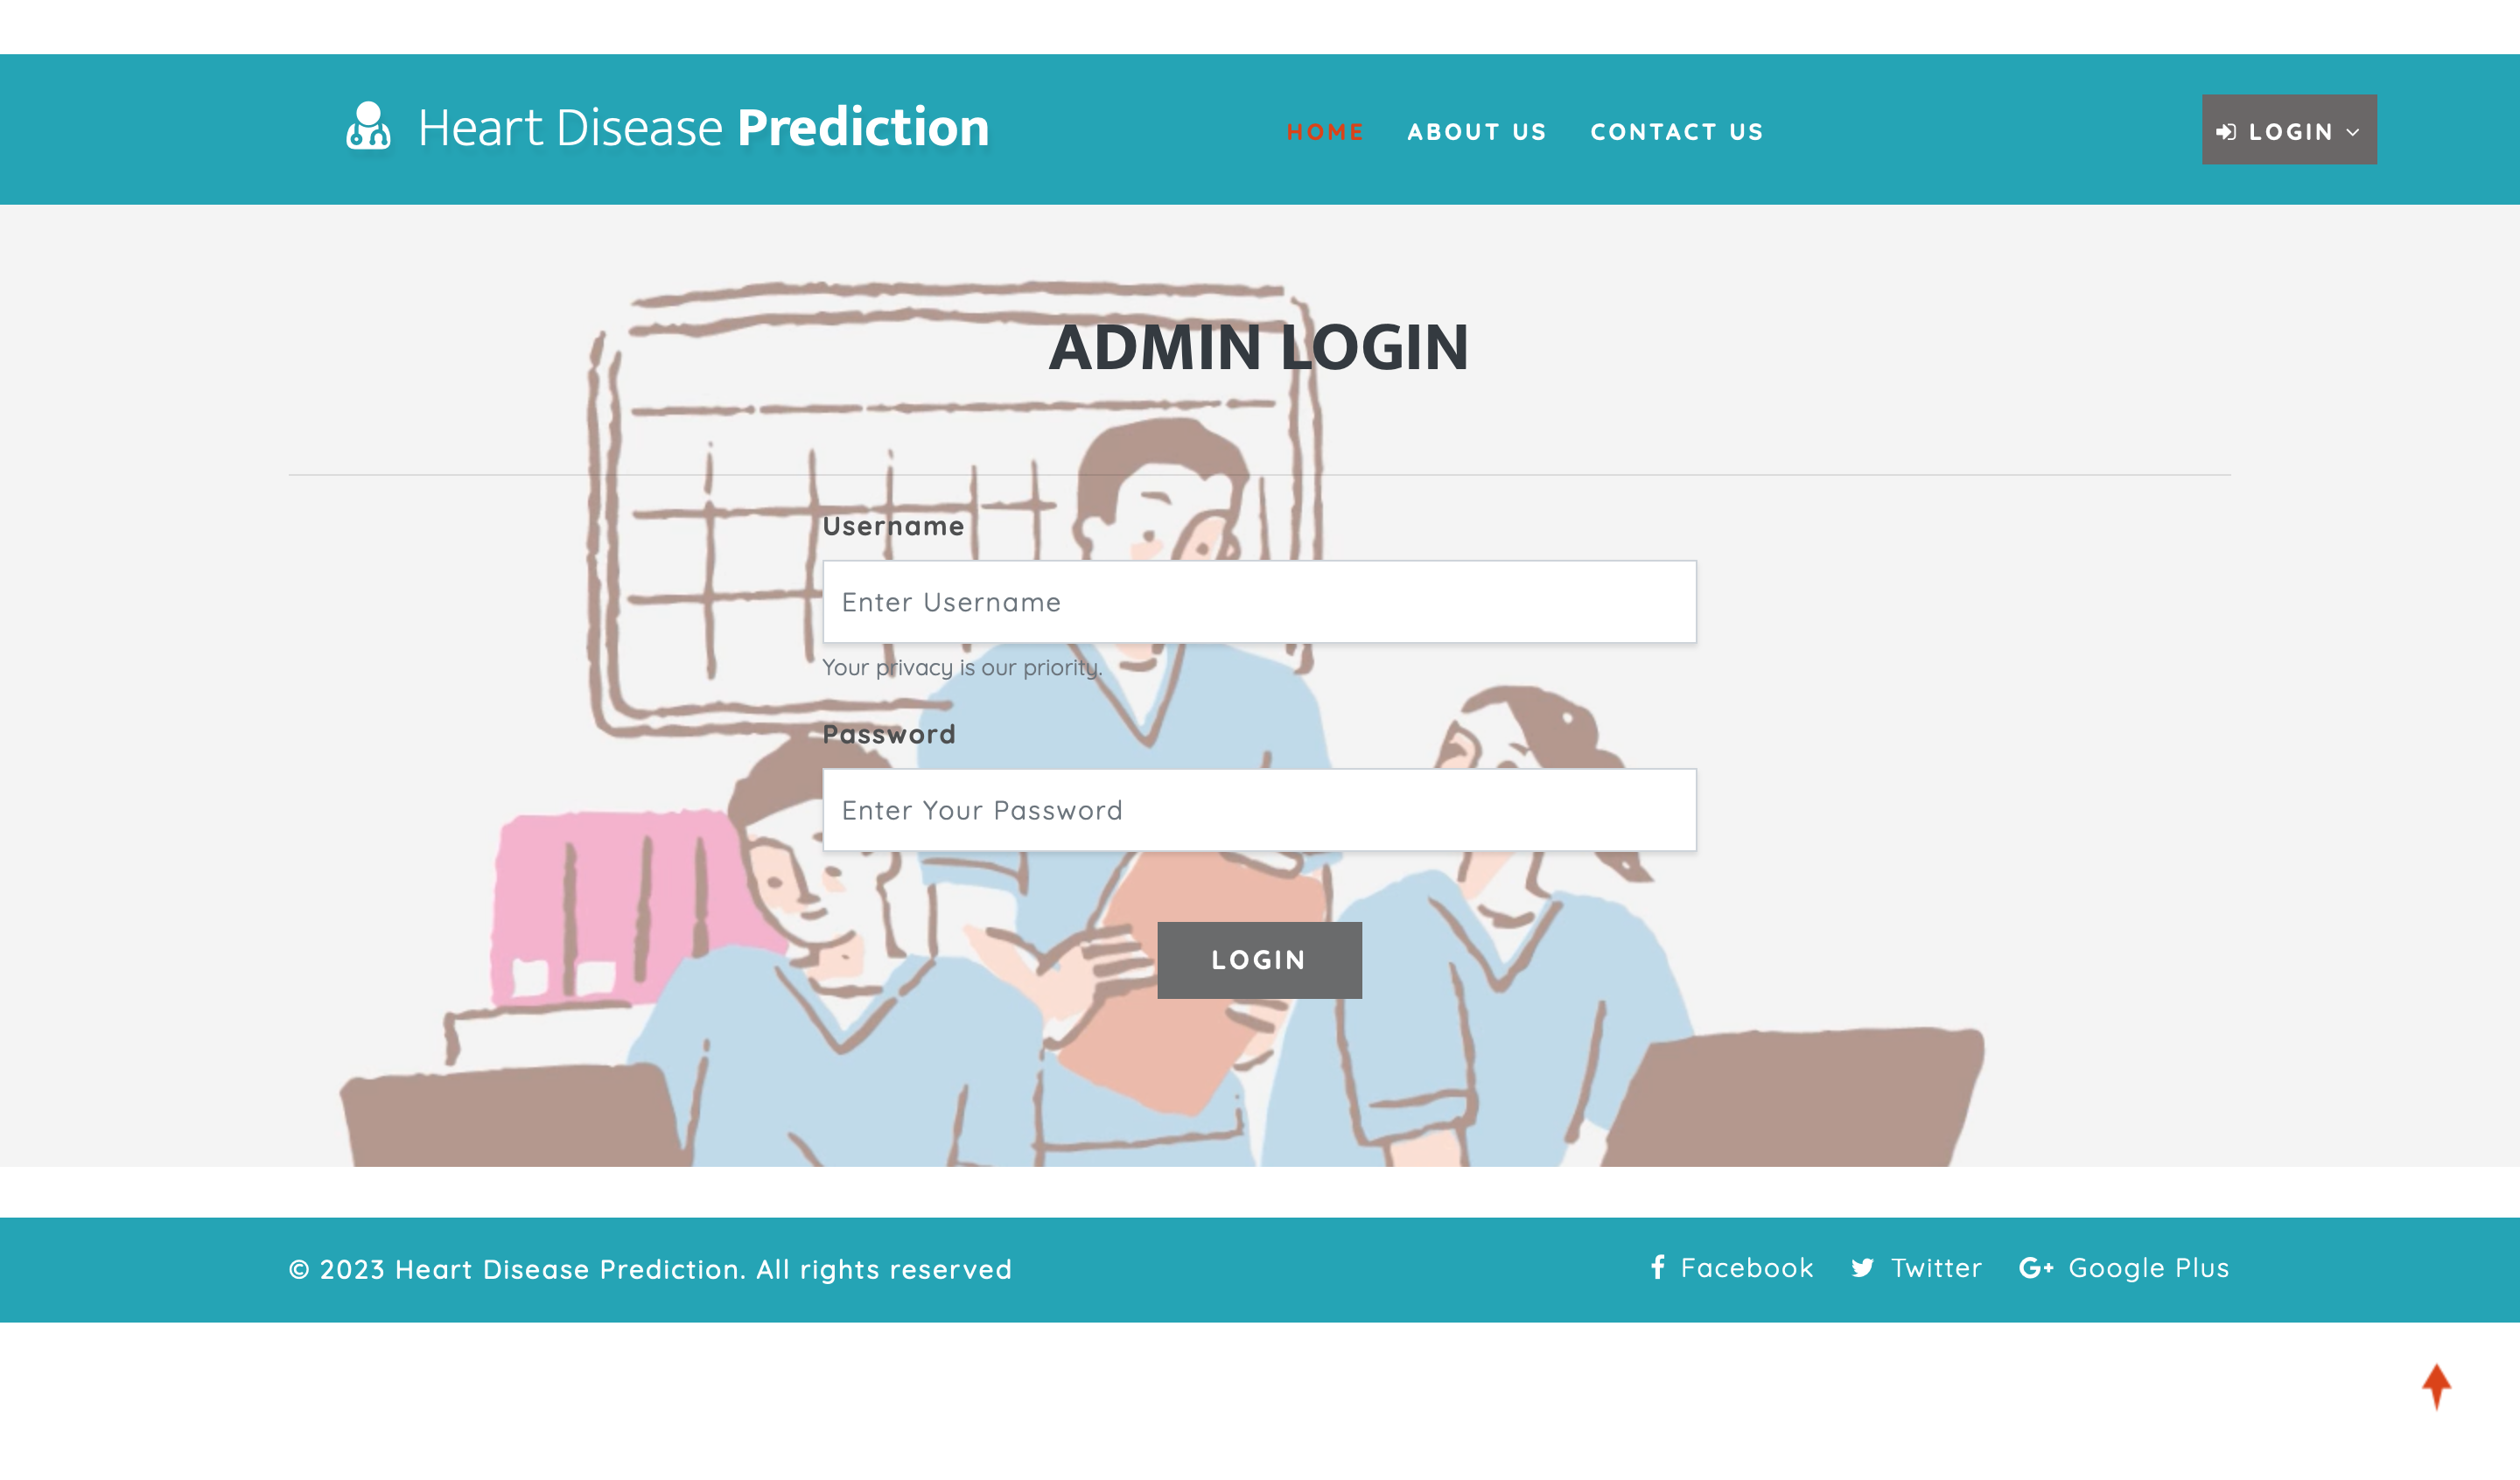 Heart Disease Prediction
HOME ABOUT US CONTACT US
LOGIN
ADMIN LOGIN
Username
Enter Username
Your privacy is our priority.
Password
Enter Your Password
LOGIN
© 2023 Heart Disease Prediction. All rights reserved
Facebook Twitter G+ Google Plus